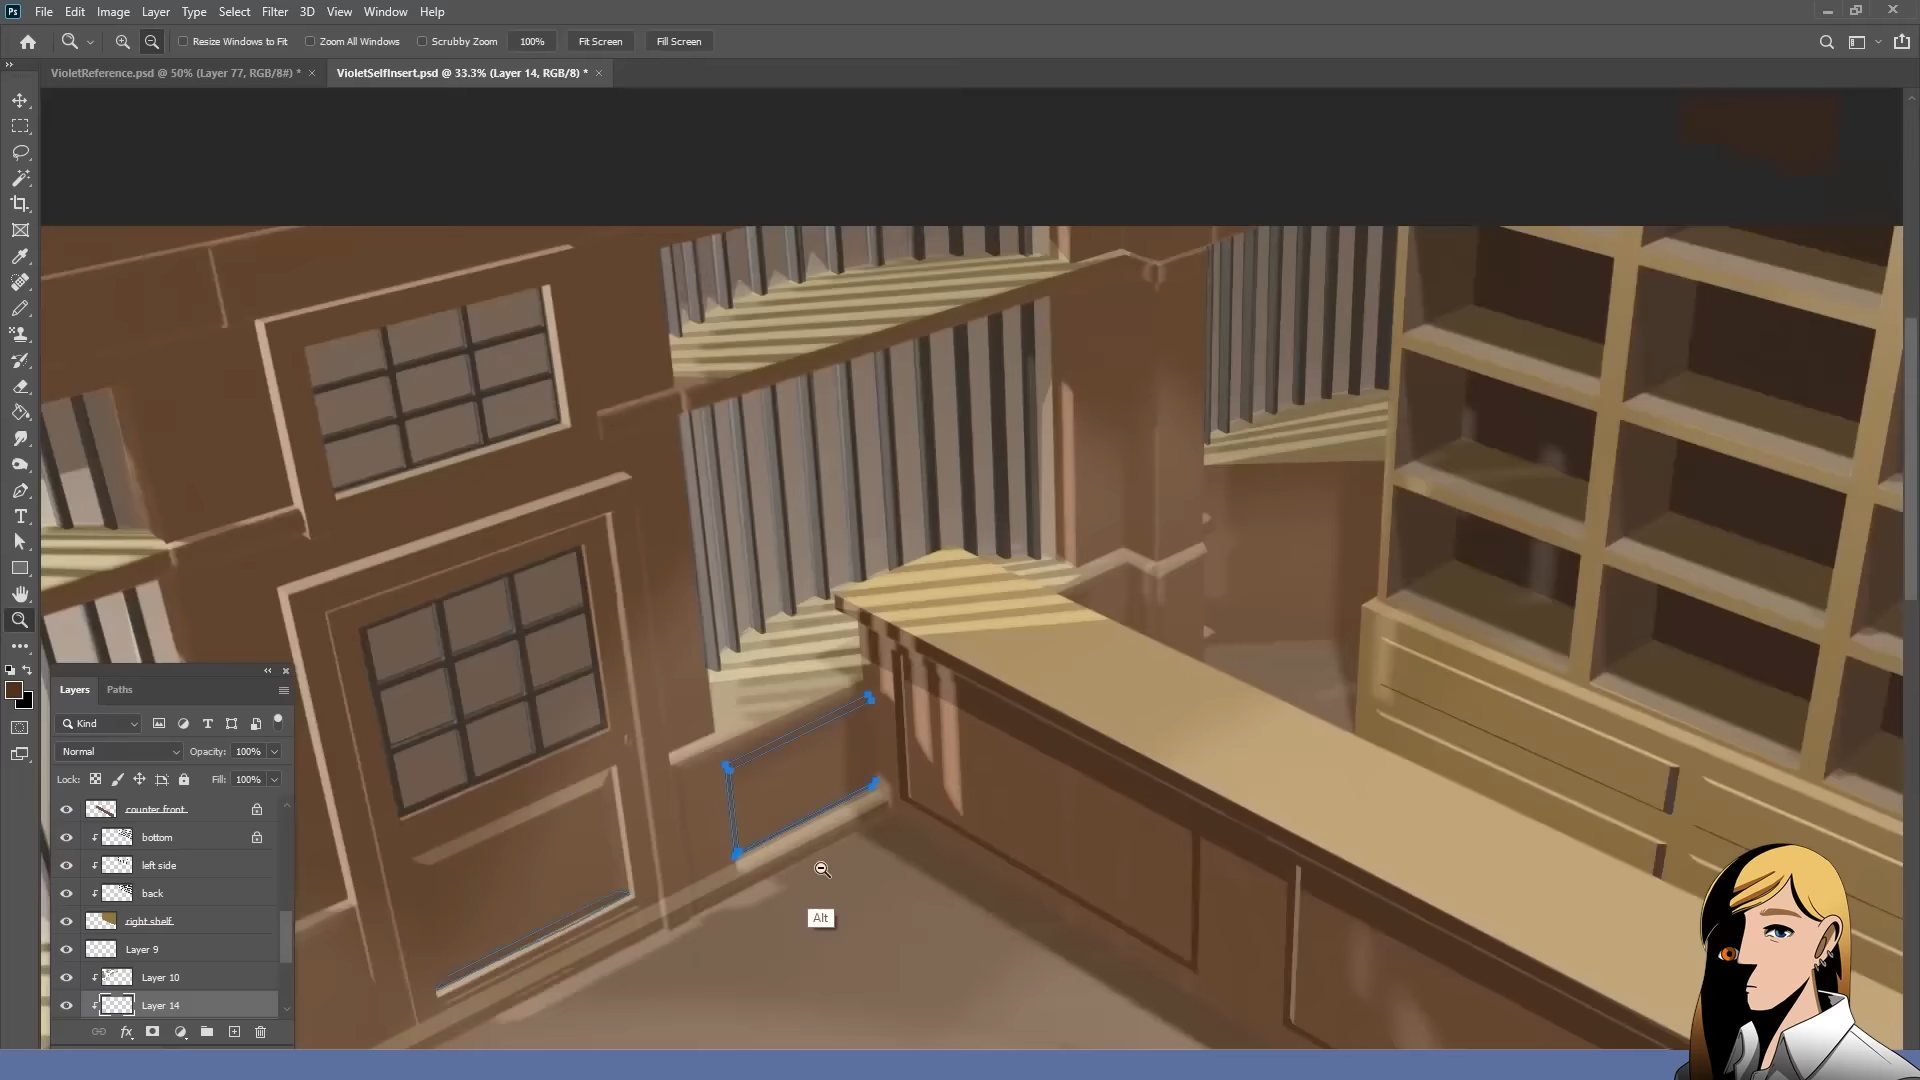 Ps File Edit Image Layer Type Select Filter 3D View Window Help
Resize Windows to Fit Zoom All Windows Scrubby Zoom 100% Fit Screen Fill Screen
VioletReference.psd @ 50% (Layer 77, RGB/8#) * × VioletSelfInsert.psd @ 33.3% (Layer 14, RGB/8) * ×
Layers Paths
Kind
Normal Opacity: 100%
Lock: Fill: 100%
counter front
bottom
left side
back
right shelf
Layer 9
Layer 10
Layer 14
fx
Alt